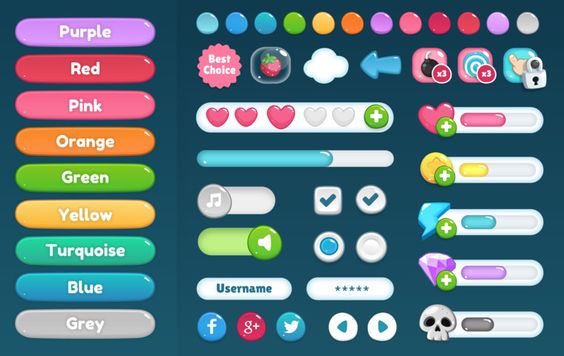 Purple
Red
Pink
Orange
Green
Yellow
Turquoise
Blue
Grey
Best
Choice
x3
x3
Username
*****
f
g+